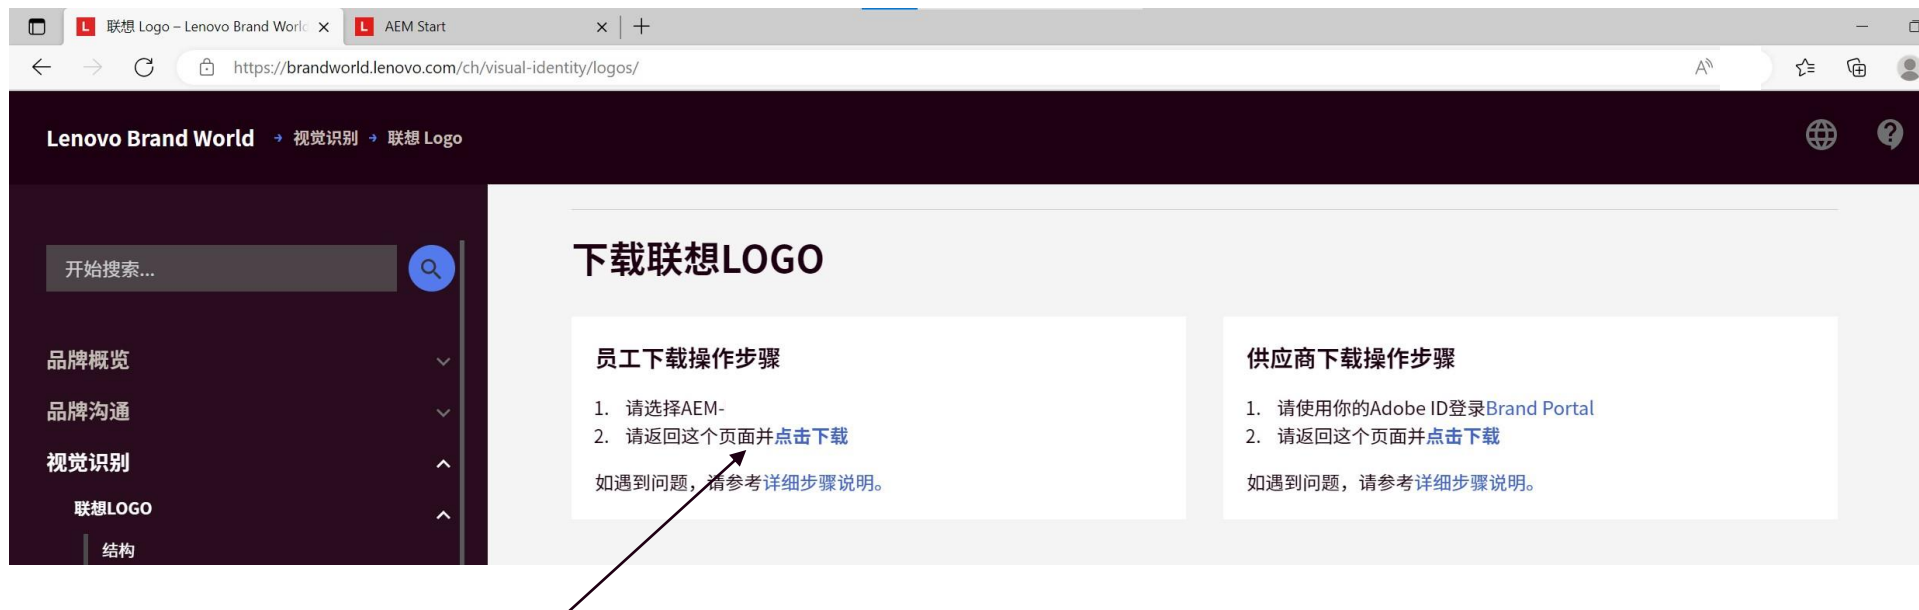 L 联想 Logo – Lenovo Brand World
L AEM Start
https://brandworld.lenovo.com/ch/visual-identity/logos/
Lenovo Brand World → 视觉识别 → 联想 Logo
开始搜索...
品牌概览
品牌沟通
视觉识别
联想LOGO
结构
下载联想LOGO
员工下载操作步骤
1. 请选择AEM-
2. 请返回这个页面并点击下载
如遇到问题，请参考详细步骤说明。
供应商下载操作步骤
1. 请使用你的Adobe ID登录Brand Portal
2. 请返回这个页面并点击下载
如遇到问题，请参考详细步骤说明。